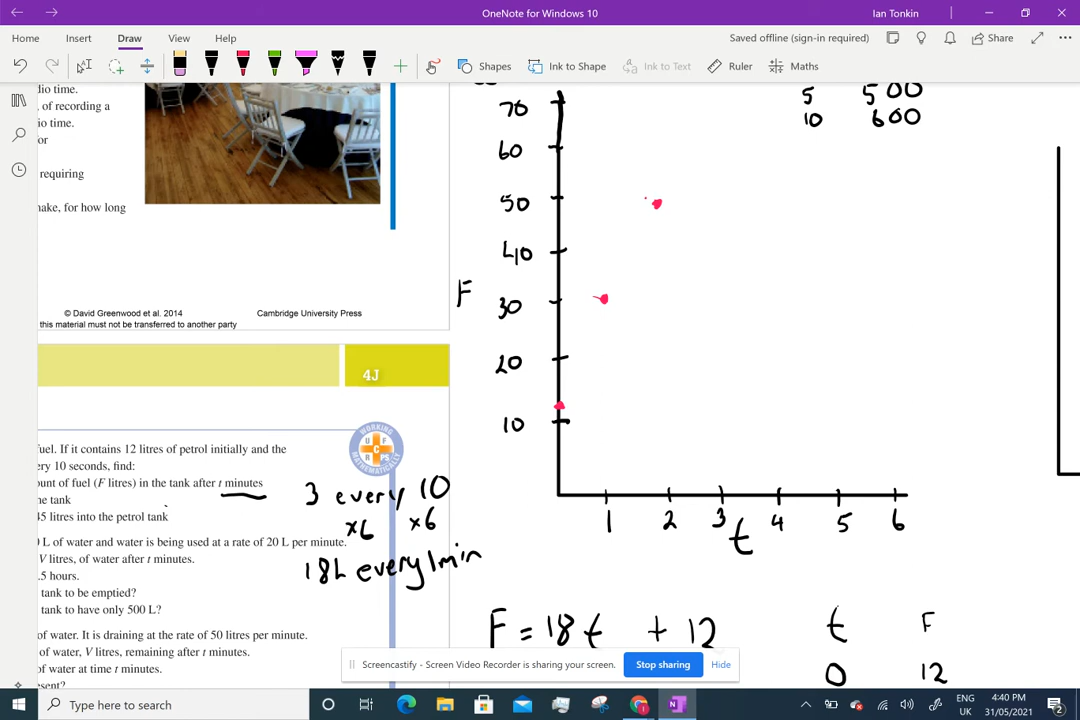 OneNote for Windows 10
Ian Tonkin
Home Insert Draw View Help
Saved offline (sign-in required)
Share
Shapes
Ink to Shape
Ink to Text
Ruler
Maths
dio time.
, of recording a
io time.
or
requiring
nake, for how long
© David Greenwood et al. 2014
Cambridge University Press
this material must not be transferred to another party
4J
WORKING
U F
R PS C
MATHEMATICALLY
fuel. If it contains 12 litres of petrol initially and the
ery 10 seconds, find:
ount of fuel (F litres) in the tank after t minutes
he tank
45 litres into the petrol tank
L of water and water is being used at a rate of 20 L per minute.
V litres, of water after t minutes.
.5 hours.
tank to be emptied?
tank to have only 500 L?
of water. It is draining at the rate of 50 litres per minute.
of water, V litres, remaining after t minutes.
of water at time t minutes.
esent?
3 every 10
×6 ×6
18L every 1min
5 500
10 600
70
60
50
40
F
30
20
10
1 2 3 4 5 6
t
F = 18t + 12
t F
0 12
Screencastify - Screen Video Recorder is sharing your screen.
Stop sharing
Hide
Type here to search
ENG
UK
4:40 PM
31/05/2021
2